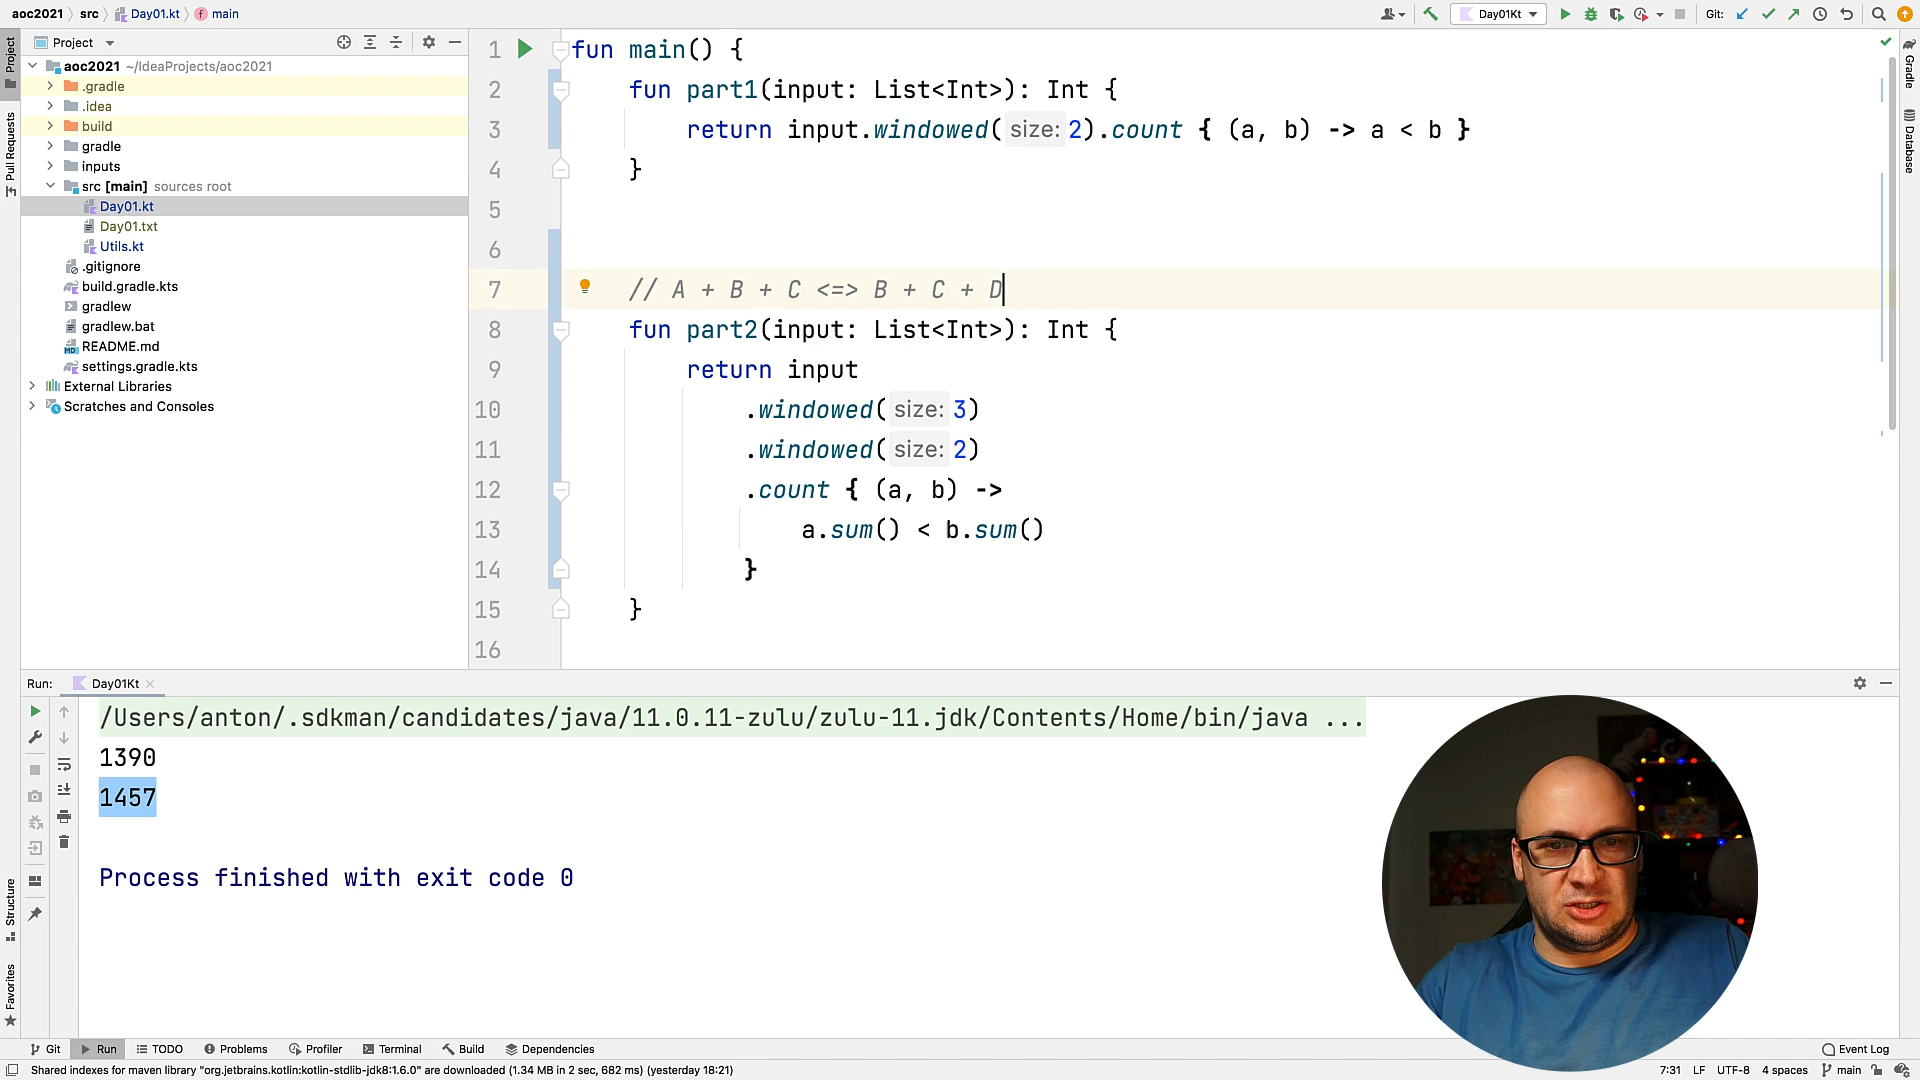 aoc2021 src Day01.kt main
Day01Kt Git:
Project
aoc2021 ~/IdeaProjects/aoc2021
.gradle
.idea
build
gradle
inputs
src [main] sources root
Day01.kt
Day01.txt
Utils.kt
.gitignore
build.gradle.kts
gradlew
gradlew.bat
README.md
settings.gradle.kts
External Libraries
Scratches and Consoles
Project
Pull Requests
Structure
Favorites
1 fun main() {
2 fun part1(input: List<Int>): Int {
3 return input.windowed( size: 2).count { (a, b) -> a < b }
4 }
5
6
7 // A + B + C <=> B + C + D
8 fun part2(input: List<Int>): Int {
9 return input
10 .windowed( size: 3)
11 .windowed( size: 2)
12 .count { (a, b) ->
13 a.sum() < b.sum()
14 }
15 }
16
Gradle
Database
Run: Day01Kt
/Users/anton/.sdkman/candidates/java/11.0.11-zulu/zulu-11.jdk/Contents/Home/bin/java ...
1390
1457
Process finished with exit code 0
Git Run TODO Problems Profiler Terminal Build Dependencies Event Log
Shared indexes for maven library "org.jetbrains.kotlin:kotlin-stdlib-jdk8:1.6.0" are downloaded (1.34 MB in 2 sec, 682 ms) (yesterday 18:21) 7:31 LF UTF-8 4 spaces main